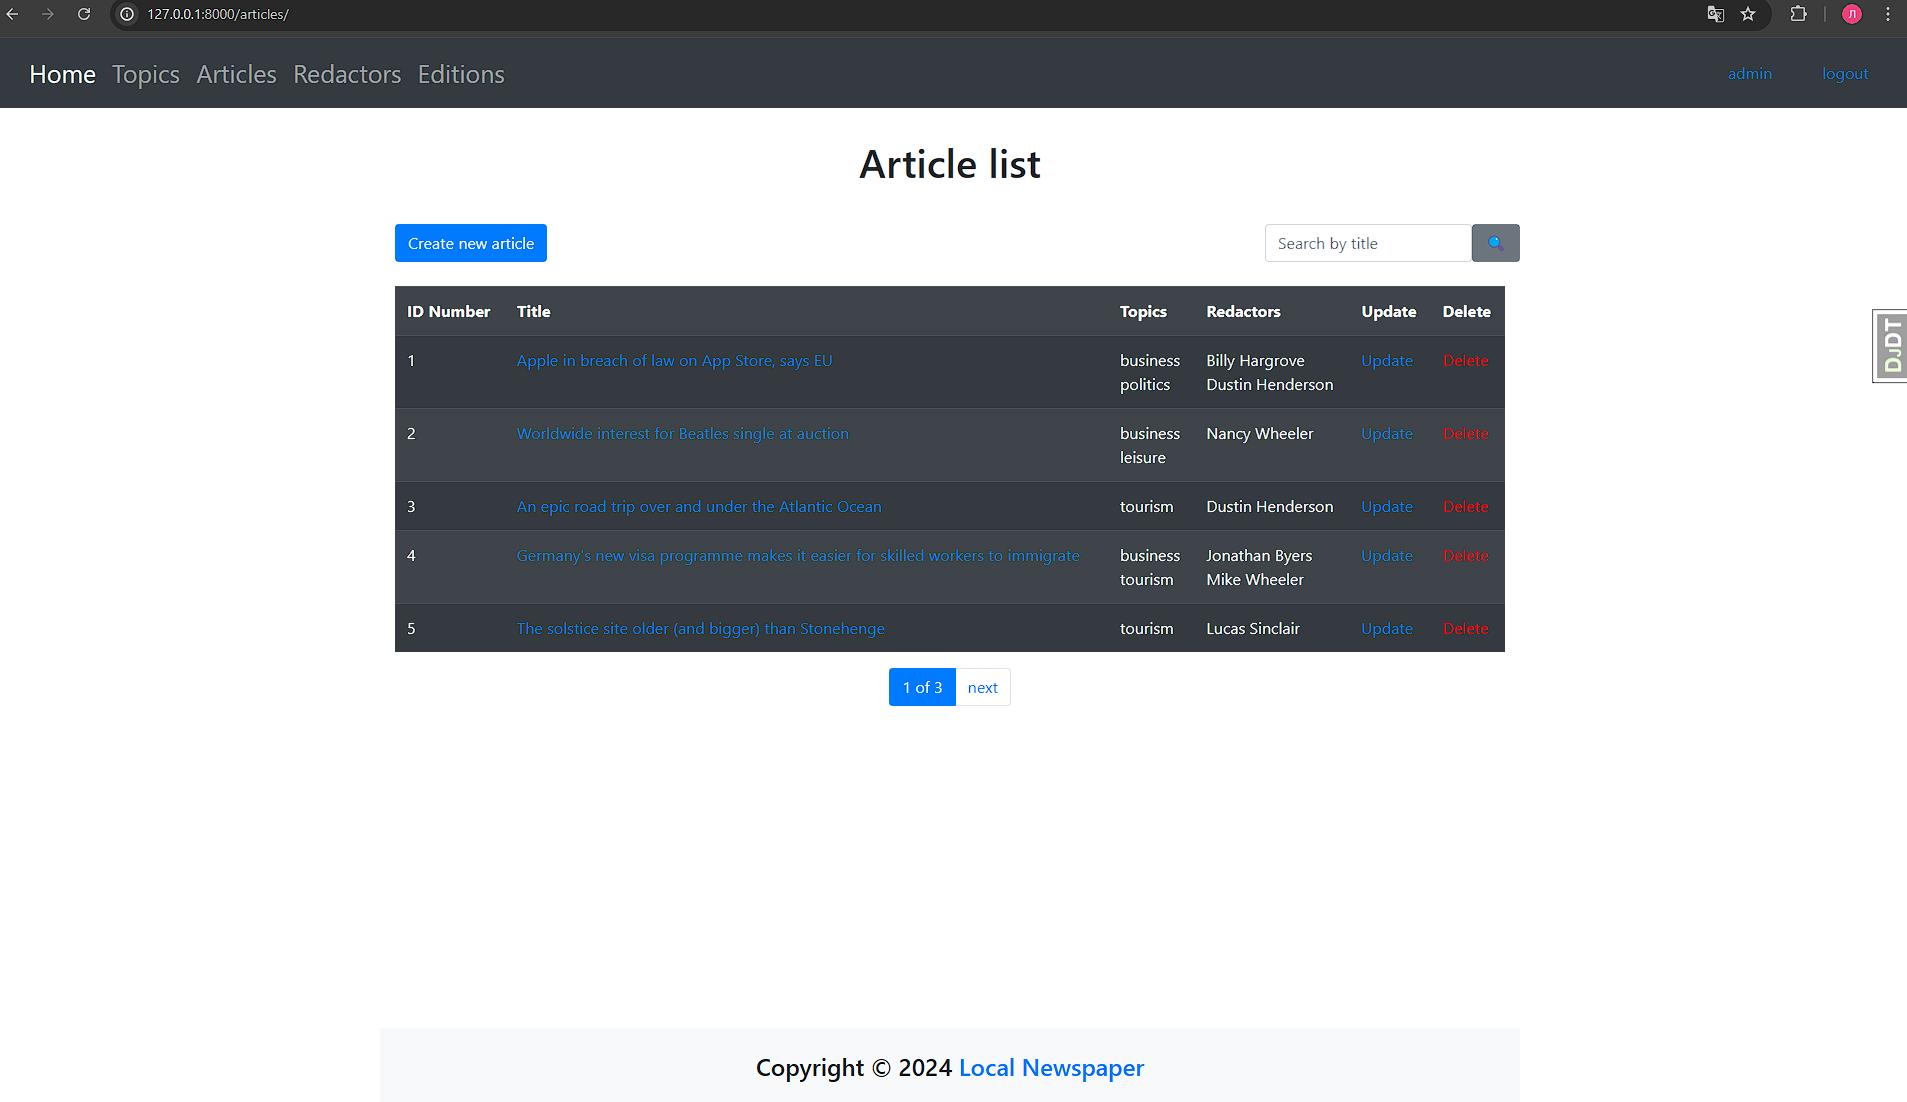 127.0.0.1:8000/articles/
Л
Home Topics Articles Redactors Editions admin logout
Article list
Create new article
Search by title
ID Number Title Topics Redactors Update Delete
1 Apple in breach of law on App Store, says EU business Billy Hargrove Update Delete
politics Dustin Henderson
2 Worldwide interest for Beatles single at auction business Nancy Wheeler Update Delete
leisure
3 An epic road trip over and under the Atlantic Ocean tourism Dustin Henderson Update Delete
4 Germany's new visa programme makes it easier for skilled workers to immigrate business Jonathan Byers Update Delete
tourism Mike Wheeler
5 The solstice site older (and bigger) than Stonehenge tourism Lucas Sinclair Update Delete
DJDT
1 of 3 next
Copyright © 2024 Local Newspaper